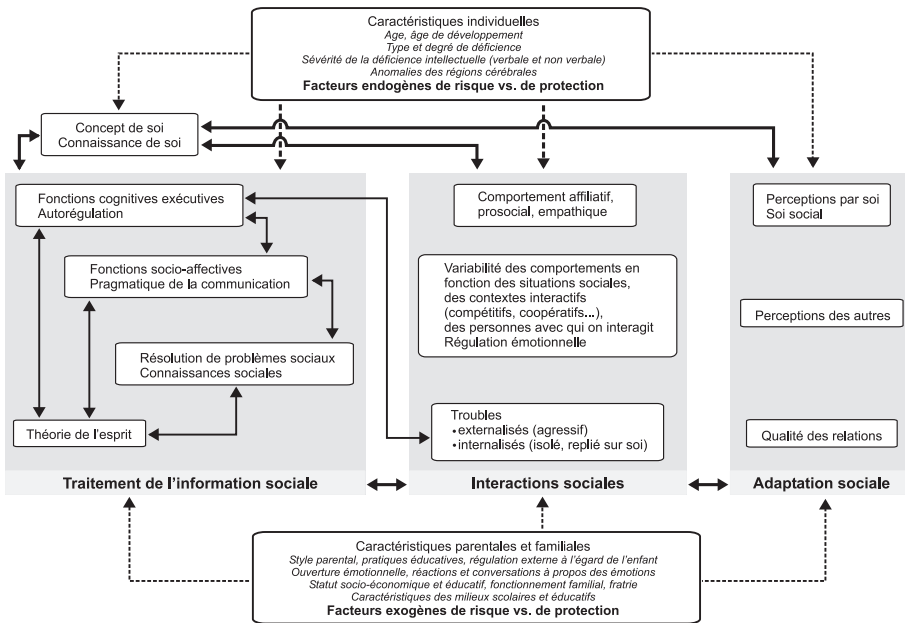 Caractéristiques individuelles
Age, âge de développement
Type et degré de déficience
Sévérité de la déficience intellectuelle (verbale et non verbale)
Anomalies des régions cérébrales
Facteurs endogènes de risque vs. de protection
Concept de soi
Connaissance de soi
Fonctions cognitives exécutives
Autorégulation
Fonctions socio-affectives
Pragmatique de la communication
Résolution de problèmes sociaux
Connaissances sociales
Théorie de l'esprit
Traitement de l'information sociale
Comportement affiliatif,
prosocial, empathique
Variabilité des comportements en
fonction des situations sociales,
des contextes interactifs
(compétitifs, coopératifs...),
des personnes avec qui on interagit
Régulation émotionnelle
Troubles
•externalisés (agressif)
•internalisés (isolé, replié sur soi)
Interactions sociales
Perceptions par soi
Soi social
Perceptions des autres
Qualité des relations
Adaptation sociale
Caractéristiques parentales et familiales
Style parental, pratiques éducatives, régulation externe à l'égard de l'enfant
Ouverture émotionnelle, réactions et conversations à propos des émotions
Statut socio-économique et éducatif, fonctionnement familial, fratrie
Caractéristiques des milieux scolaires et éducatifs
Facteurs exogènes de risque vs. de protection